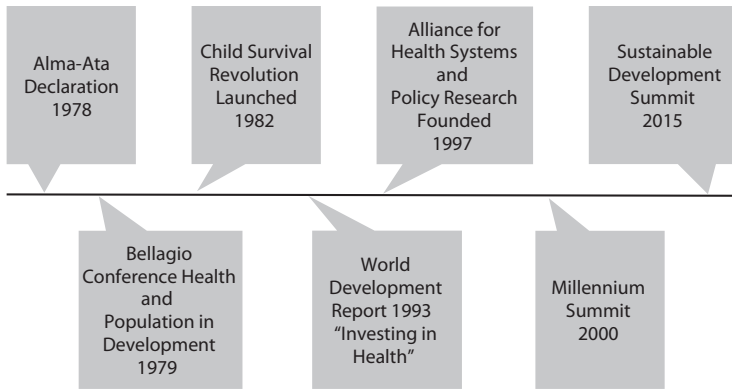 Alma-Ata
Declaration
1978
Child Survival
Revolution
Launched
1982
Alliance for
Health Systems
and
Policy Research
Founded
1997
Sustainable
Development
Summit
2015
Bellagio
Conference Health
and
Population in
Development
1979
World
Development
Report 1993
“Investing in
Health”
Millennium
Summit
2000